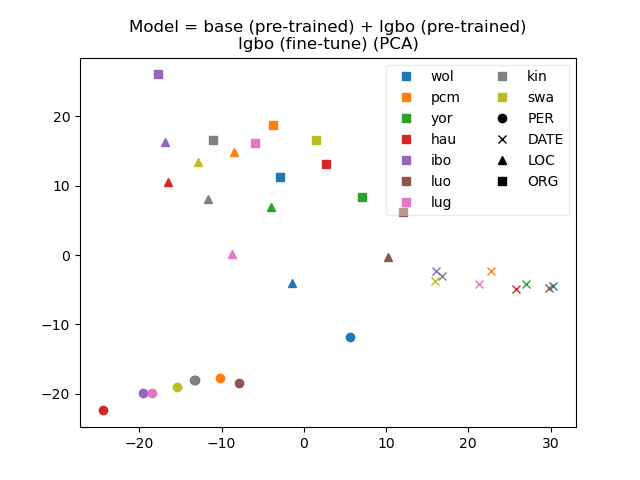 Model = base (pre-trained) + Igbo (pre-trained)
Igbo (fine-tune) (PCA)
wol
pcm
yor
hau
ibo
luo
lug
kin
swa
PER
DATE
LOC
ORG
20
10
0
−10
−20
−20
−10
0
10
20
30